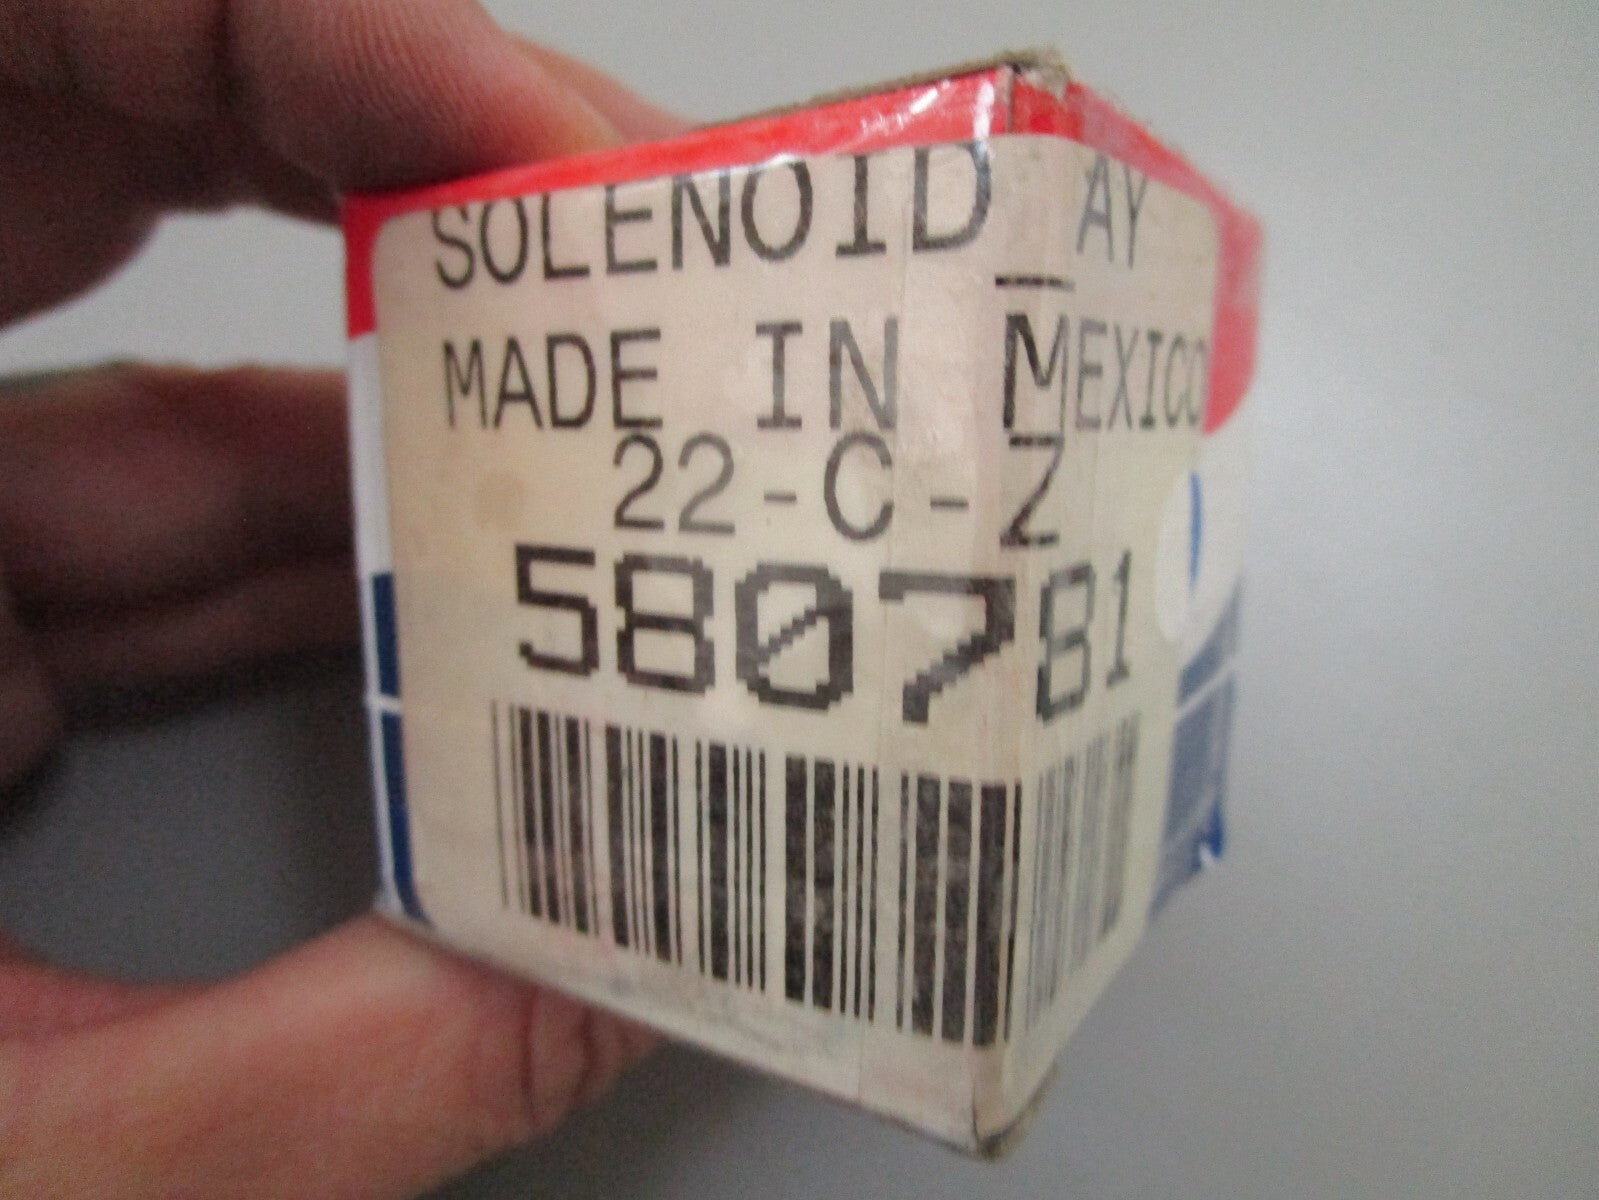 SOLENOID AY
MADE IN MEXICO
22-C-Z
580781